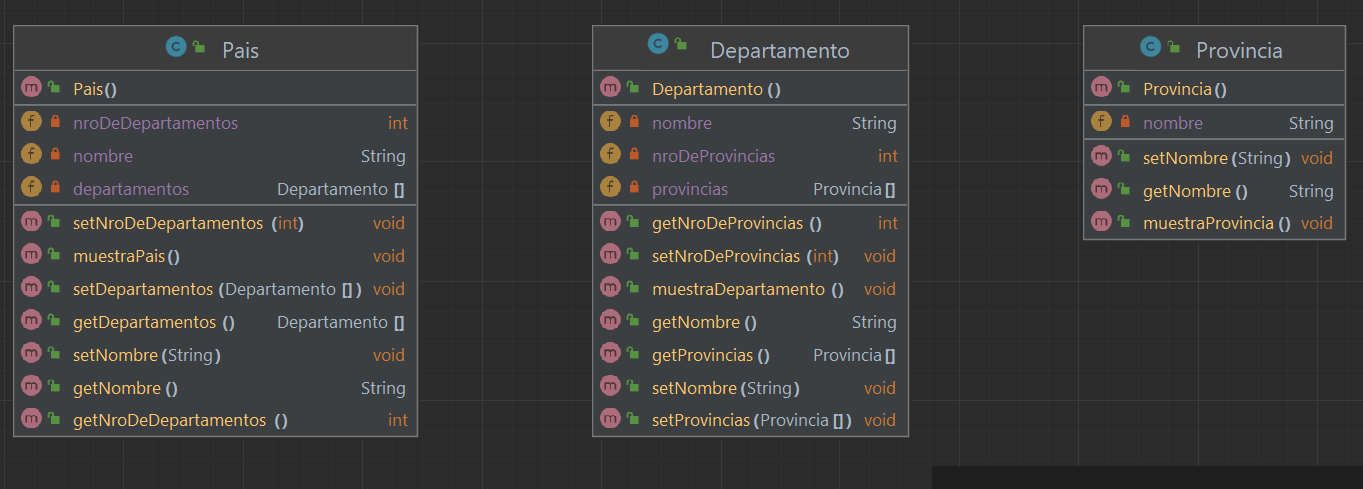 Pais
Pais()
nroDeDepartamentos int
nombre String
departamentos Departamento []
setNroDeDepartamentos (int) void
muestraPais() void
setDepartamentos (Departamento []) void
getDepartamentos () Departamento []
setNombre (String) void
getNombre () String
getNroDeDepartamentos () int
Departamento
Departamento ()
nombre String
nroDeProvincias int
provincias Provincia []
getNroDeProvincias () int
setNroDeProvincias (int) void
muestraDepartamento () void
getNombre () String
getProvincias () Provincia []
setNombre (String) void
setProvincias (Provincia []) void
Provincia
Provincia ()
nombre String
setNombre (String) void
getNombre () String
muestraProvincia () void